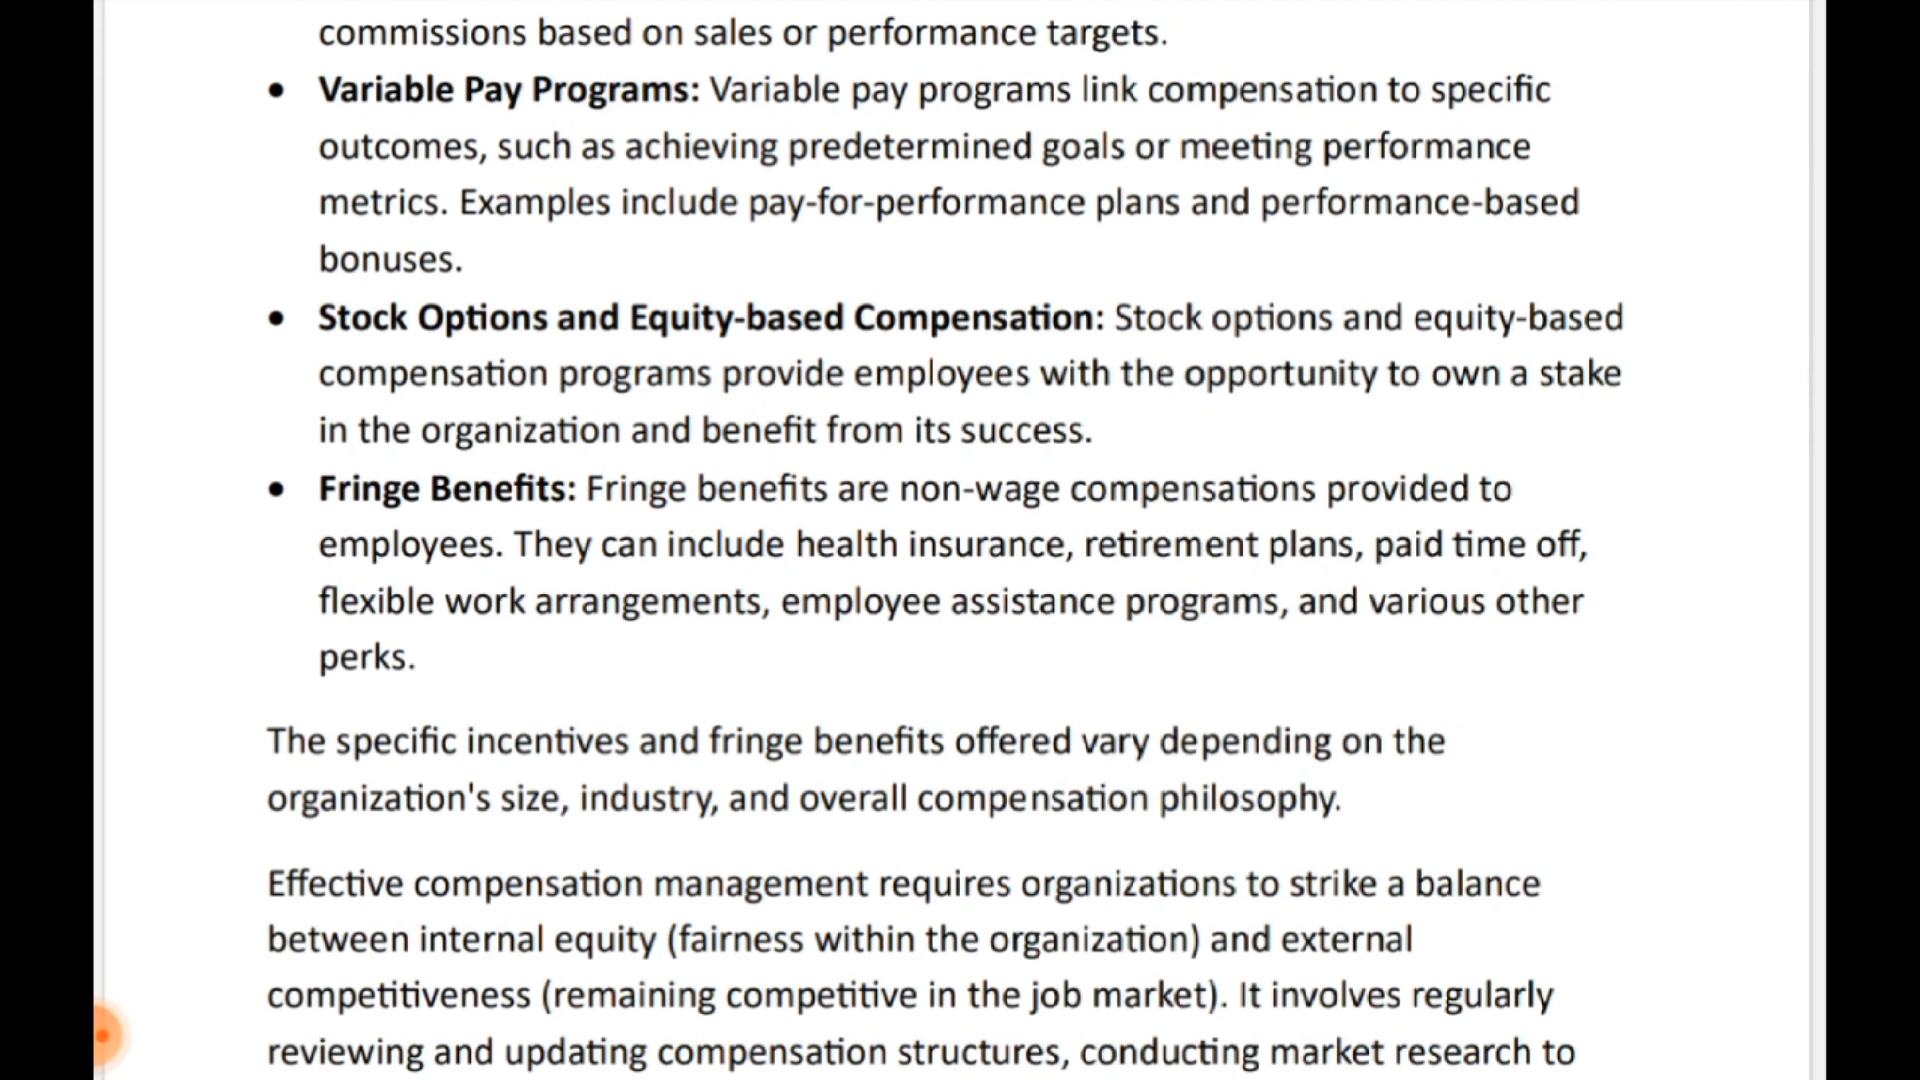 commissions based on sales or performance targets.
• Variable Pay Programs: Variable pay programs link compensation to specific
outcomes, such as achieving predetermined goals or meeting performance
metrics. Examples include pay-for-performance plans and performance-based
bonuses.
• Stock Options and Equity-based Compensation: Stock options and equity-based
compensation programs provide employees with the opportunity to own a stake
in the organization and benefit from its success.
• Fringe Benefits: Fringe benefits are non-wage compensations provided to
employees. They can include health insurance, retirement plans, paid time off,
flexible work arrangements, employee assistance programs, and various other
perks.
The specific incentives and fringe benefits offered vary depending on the
organization's size, industry, and overall compensation philosophy.
Effective compensation management requires organizations to strike a balance
between internal equity (fairness within the organization) and external
competitiveness (remaining competitive in the job market). It involves regularly
reviewing and updating compensation structures, conducting market research to